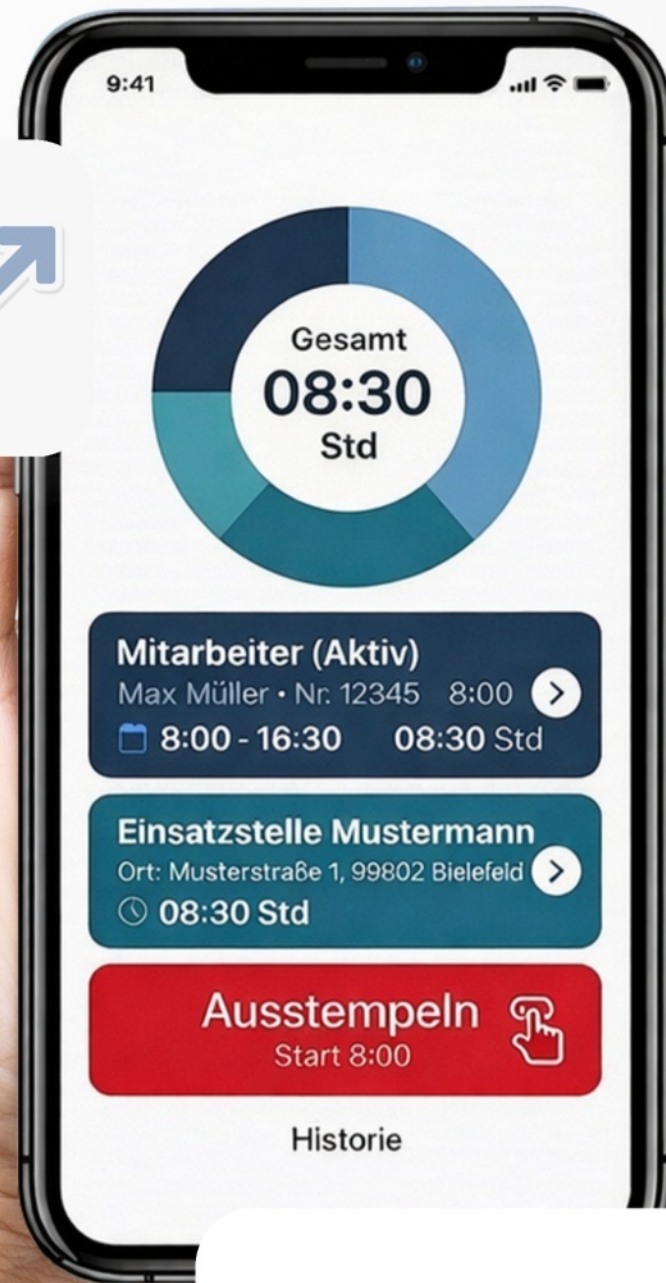 9:41
Gesamt
08:30
Std
Mitarbeiter (Aktiv)
Max Müller • Nr. 12345 8:00
8:00 - 16:30 08:30 Std
Einsatzstelle Mustermann
Ort: Musterstraße 1, 99802 Bielefeld
08:30 Std
Ausstempeln
Start 8:00
Historie